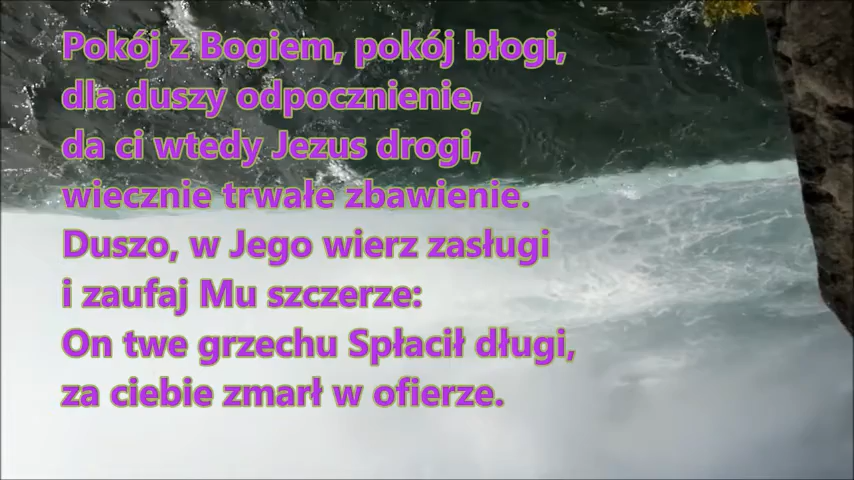 Pokój z Bogiem, pokój błogi,
dla duszy odpocznienie,
da ci wtedy Jezus drogi,
wiecznie trwałe zbawienie.
Duszo, w Jego wierz zasługi
i zaufaj Mu szczerze:
On twe grzechu Spłacił długi,
za ciebie zmarł w ofierze.